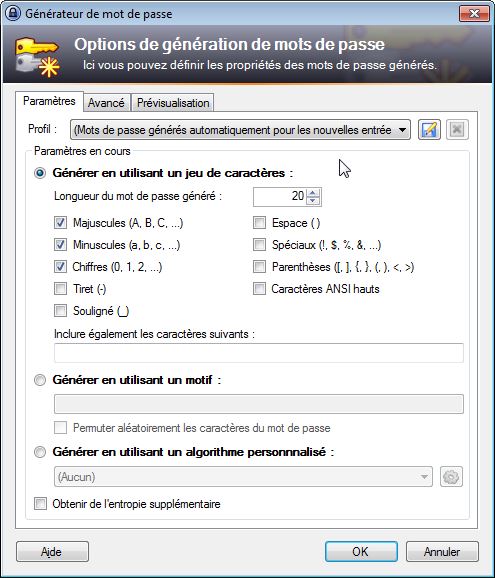 Générateur de mot de passe
Options de génération de mots de passe
Ici vous pouvez définir les propriétés des mots de passe générés.
Paramètres Avancé Prévisualisation
Profil : (Mots de passe générés automatiquement pour les nouvelles entrée
Paramètres en cours
Générer en utilisant un jeu de caractères :
Longueur du mot de passe généré : 20
Majuscules (A, B, C, ...) Espace ( )
Minuscules (a, b, c, ...) Spéciaux (!, $, %, &, ...)
Chiffres (0, 1, 2, ...) Parenthèses ([, ], {, }, (, ), <, >)
Tiret (-) Caractères ANSI hauts
Souligné (_)
Inclure également les caractères suivants :
Générer en utilisant un motif :
Permuter aléatoirement les caractères du mot de passe
Générer en utilisant un algorithme personnnalisé :
(Aucun)
Obtenir de l'entropie supplémentaire
Aide OK Annuler